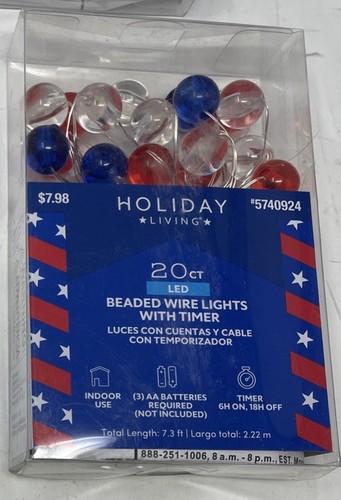 $7.98
HOLIDAY
#5740924
★LIVING®★
20CT
LED
BEADED WIRE LIGHTS
WITH TIMER
LUCES CON CUENTAS Y CABLE
CON TEMPORIZADOR
INDOOR
USE
(3) AA BATTERIES
REQUIRED
(NOT INCLUDED)
TIMER
6H ON, 18H OFF
Total Length: 7.3 ft | Largo total: 2.22 m
888-251-1006, 8 a.m. - 8 p.m., EST,